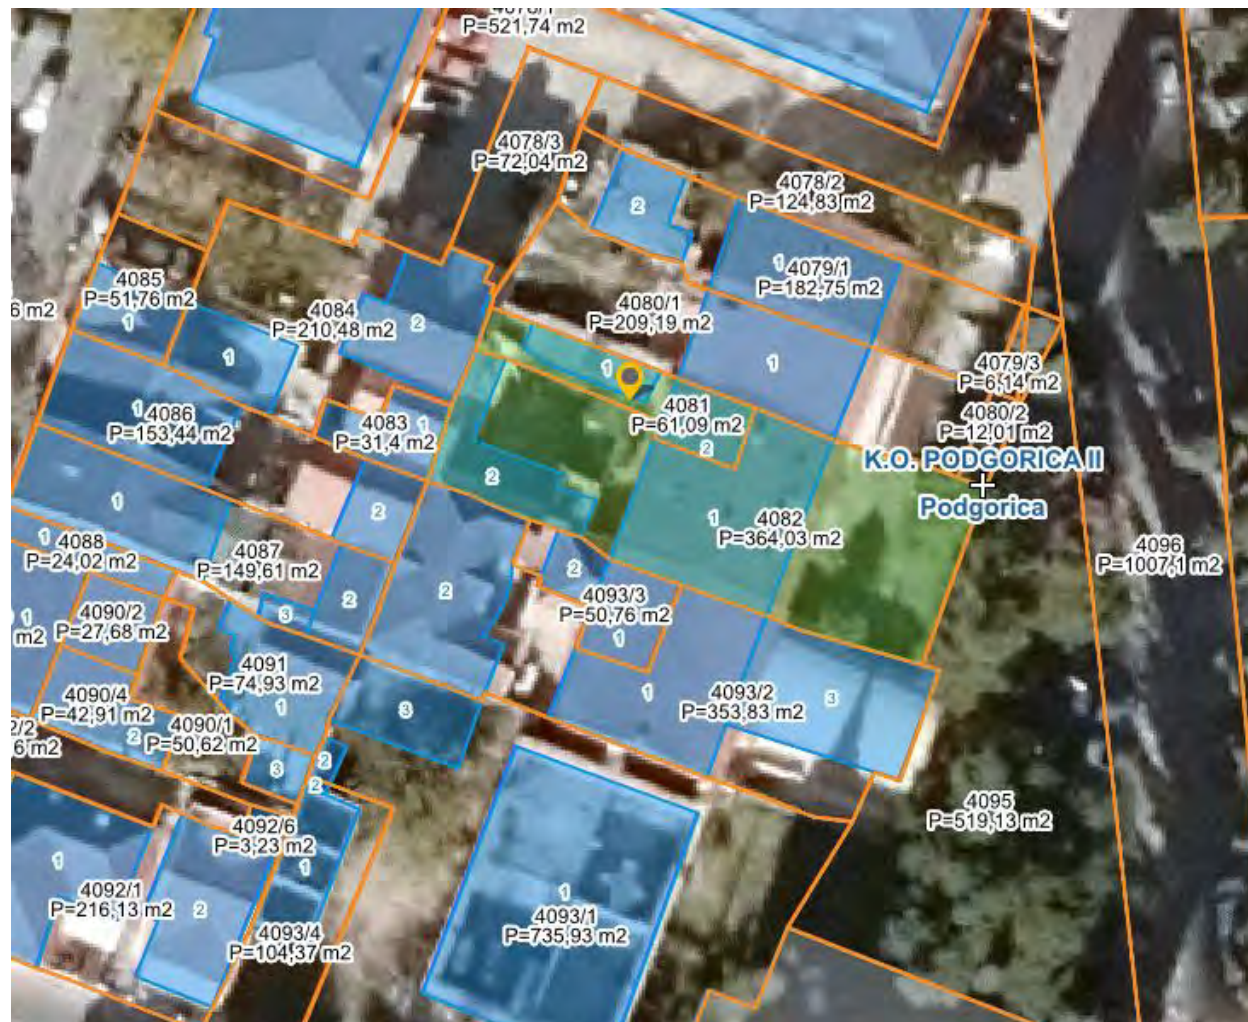 4078/1
P=521,74 m2
4078/3
P=72,04 m2
4078/2
P=124,83 m2
2
1
4079/1
P=182,75 m2
4085
P=51,76 m2
1
6 m2
4084
P=210,48 m2
2
4080/1
P=209,19 m2
1
1
1
4079/3
P=6,14 m2
4086
1
P=153,44 m2
4083
1
P=31,4 m2
4081
P=61,09 m2
2
4080/2
P=12,01 m2
K.O. PODGORICA II
Podgorica
2
1
2
1
4082
P=364,03 m2
4088
P=24,02 m2
4087
P=149,61 m2
4096
P=1007,1 m2
2
2
2
3
4093/3
P=50,76 m2
1
1
m2
4090/2
P=27,68 m2
4091
P=74,93 m2
1
4090/4
P=42,91 m2
4090/1
P=50,62 m2
2
2/2
6 m2
3
1
4093/2
P=353,83 m2
3
3
2
2
4095
P=519,13 m2
4092/6
P=3,23 m2
1
1
4092/1
P=216,13 m2
2
1
4093/1
P=735,93 m2
4093/4
P=104,37 m2